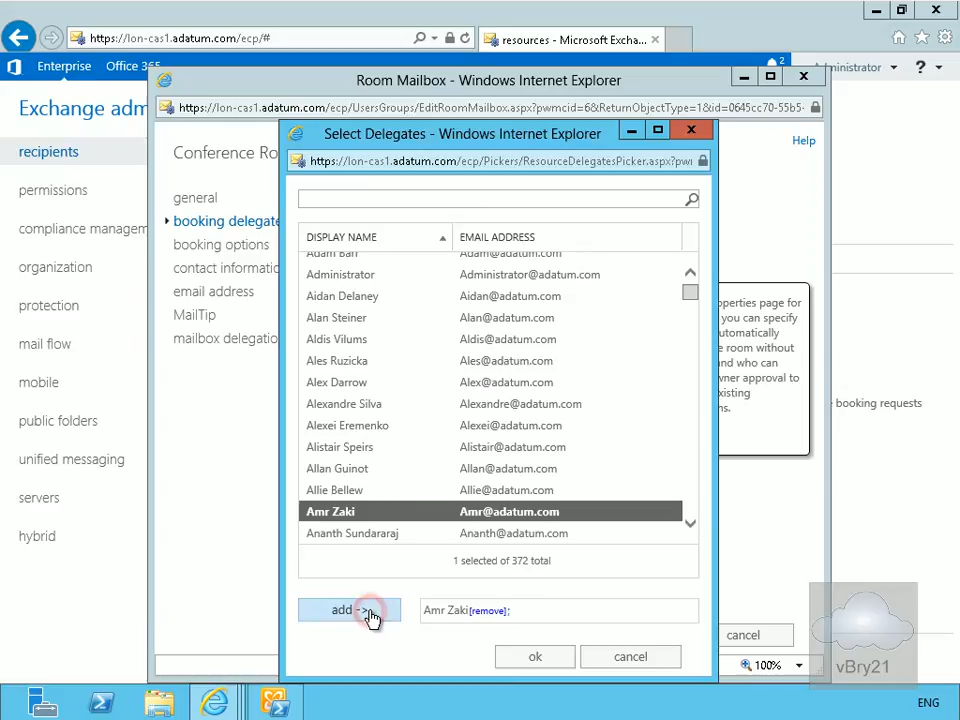 https://lon-cas1.adatum.com/ecp/#
resources - Microsoft Excha...
Enterprise
Office 365
2
Administrator
?
Room Mailbox - Windows Internet Explorer
https://lon-cas1.adatum.com/ecp/UsersGroups/EditRoomMailbox.aspx?pwmcid=6&ReturnObjectType=1&id=0645cc70-55b5-
Exchange adm
recipients
permissions
compliance managem
organization
protection
mail flow
mobile
public folders
unified messaging
servers
hybrid
Conference Ro
Help
general
booking delegate
booking options
contact informatio
email address
MailTip
mailbox delegatio
Select Delegates - Windows Internet Explorer
https://lon-cas1.adatum.com/ecp/Pickers/ResourceDelegatesPicker.aspx?pwr
DISPLAY NAME
EMAIL ADDRESS
Adam Barr
Adam@adatum.com
Administrator
Administrator@adatum.com
Aidan Delaney
Aidan@adatum.com
Alan Steiner
Alan@adatum.com
Aldis Vilums
Aldis@adatum.com
Ales Ruzicka
Ales@adatum.com
Alex Darrow
Alex@adatum.com
Alexandre Silva
Alexandre@adatum.com
Alexei Eremenko
Alexei@adatum.com
Alistair Speirs
Alistair@adatum.com
Allan Guinot
Allan@adatum.com
Allie Bellew
Allie@adatum.com
Amr Zaki
Amr@adatum.com
Ananth Sundararaj
Ananth@adatum.com
1 selected of 372 total
add ->
Amr Zaki[remove];
ok
cancel
operties page for
you can specify
utomatically
e room without
nd who can
wner approval to
xisting
ns.
e booking requests
cancel
100%
vBry21
ENG